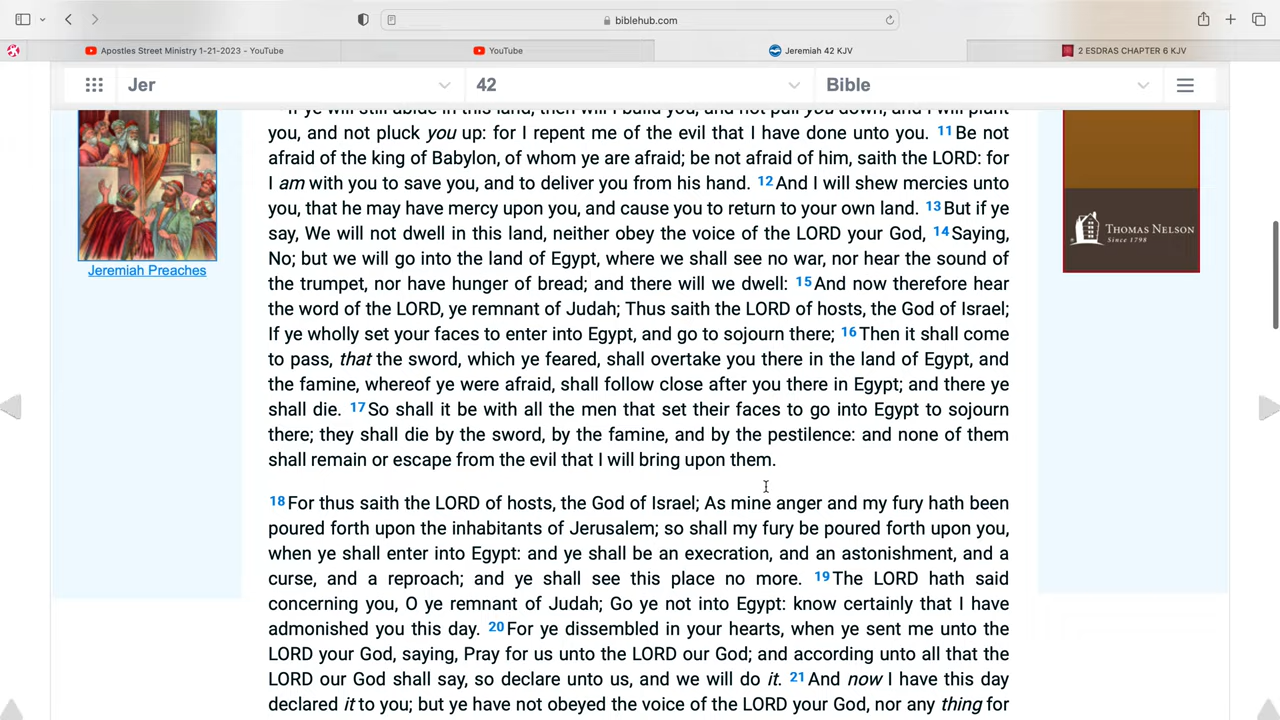 biblehub.com
Apostles Street Ministry 1-21-2023 - YouTube
YouTube
Jeremiah 42 KJV
2 ESDRAS CHAPTER 6 KJV
Jer
42
Bible
If ye will still abide in this land, then will I build you, and not pull you down, and I will plant
you, and not pluck you up: for I repent me of the evil that I have done unto you. 11 Be not
afraid of the king of Babylon, of whom ye are afraid; be not afraid of him, saith the LORD: for
I am with you to save you, and to deliver you from his hand. 12 And I will shew mercies unto
you, that he may have mercy upon you, and cause you to return to your own land. 13 But if ye
say, We will not dwell in this land, neither obey the voice of the LORD your God, 14 Saying,
No; but we will go into the land of Egypt, where we shall see no war, nor hear the sound of
the trumpet, nor have hunger of bread; and there will we dwell: 15 And now therefore hear
the word of the LORD, ye remnant of Judah; Thus saith the LORD of hosts, the God of Israel;
If ye wholly set your faces to enter into Egypt, and go to sojourn there; 16 Then it shall come
to pass, that the sword, which ye feared, shall overtake you there in the land of Egypt, and
the famine, whereof ye were afraid, shall follow close after you there in Egypt; and there ye
shall die. 17 So shall it be with all the men that set their faces to go into Egypt to sojourn
there; they shall die by the sword, by the famine, and by the pestilence: and none of them
shall remain or escape from the evil that I will bring upon them.
18 For thus saith the LORD of hosts, the God of Israel; As mine anger and my fury hath been
poured forth upon the inhabitants of Jerusalem; so shall my fury be poured forth upon you,
when ye shall enter into Egypt: and ye shall be an execration, and an astonishment, and a
curse, and a reproach; and ye shall see this place no more. 19 The LORD hath said
concerning you, O ye remnant of Judah; Go ye not into Egypt: know certainly that I have
admonished you this day. 20 For ye dissembled in your hearts, when ye sent me unto the
LORD your God, saying, Pray for us unto the LORD our God; and according unto all that the
LORD our God shall say, so declare unto us, and we will do it. 21 And now I have this day
declared it to you; but ye have not obeyed the voice of the LORD your God, nor any thing for
Jeremiah Preaches
THOMAS NELSON
Since 1798